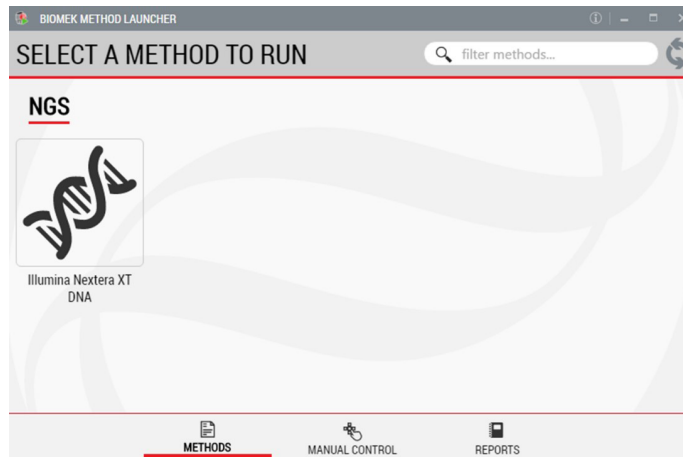 BIOMEK METHOD LAUNCHER
SELECT A METHOD TO RUN
filter methods...
NGS
Illumina Nextera XT
DNA
METHODS
MANUAL CONTROL
REPORTS